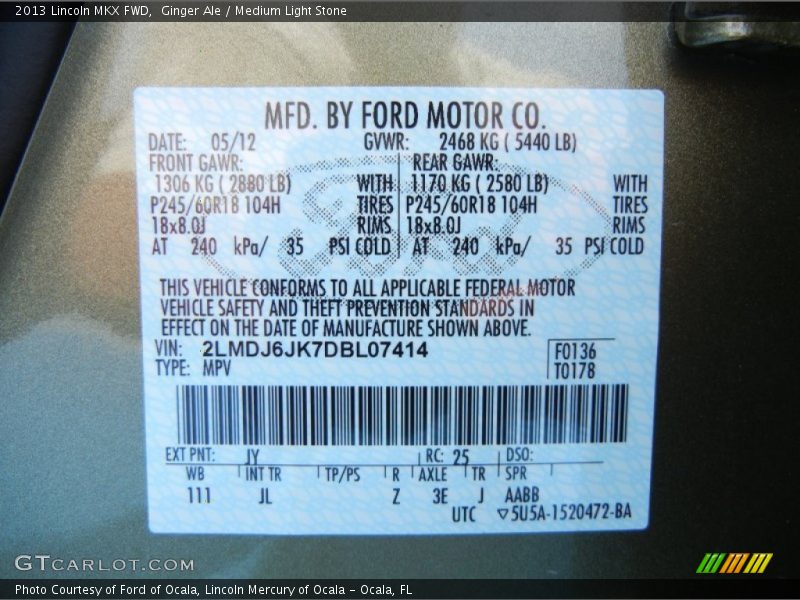 2013 Lincoln MKX FWD,  Ginger Ale / Medium Light Stone
MFD. BY FORD MOTOR CO.
DATE: 05/12 GVWR: 2468 KG ( 5440 LB)
FRONT GAWR: REAR GAWR:
1306 KG ( 2880 LB) WITH 1170 KG ( 2580 LB) WITH
P245/60R18 104H TIRES P245/60R18 104H TIRES
18x8.0J RIMS 18x8.0J RIMS
AT 240 kPa/ 35 PSI COLD AT 240 kPa/ 35 PSI COLD
THIS VEHICLE CONFORMS TO ALL APPLICABLE FEDERAL MOTOR
VEHICLE SAFETY AND THEFT PREVENTION STANDARDS IN
EFFECT ON THE DATE OF MANUFACTURE SHOWN ABOVE.
VIN: 2LMDJ6JK7DBL07414 F0136
TYPE: MPV T0178
EXT PNT: JY RC: 25 DSO:
WB INT TR TP/PS R AXLE TR SPR
111 JL Z 3E J AABB
UTC ▽5U5A-1520472-BA
GTCARLOT.COM
Photo Courtesy of Ford of Ocala, Lincoln Mercury of Ocala - Ocala, FL